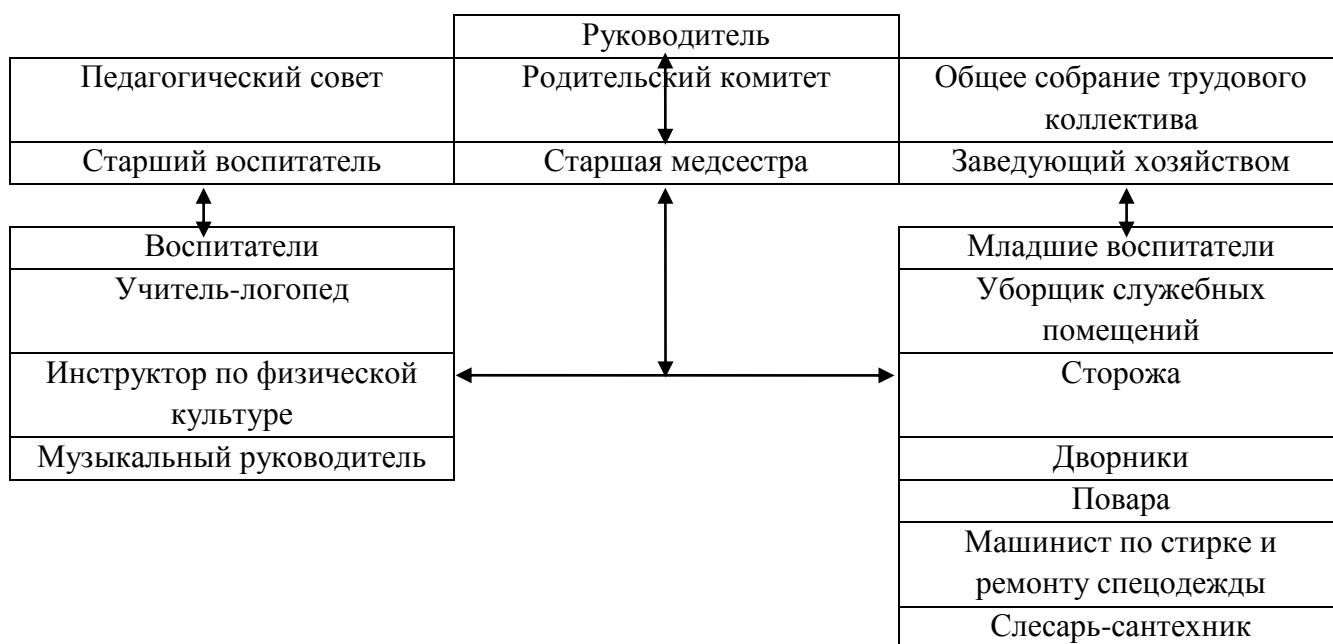 Руководитель
Педагогический совет
Родительский комитет
Общее собрание трудового
коллектива
Старший воспитатель
Старшая медсестра
Заведующий хозяйством
Воспитатели
Учитель-логопед
Инструктор по физической
культуре
Музыкальный руководитель
Младшие воспитатели
Уборщик служебных
помещений
Сторожа
Дворники
Повара
Машинист по стирке и
ремонту спецодежды
Слесарь-сантехник